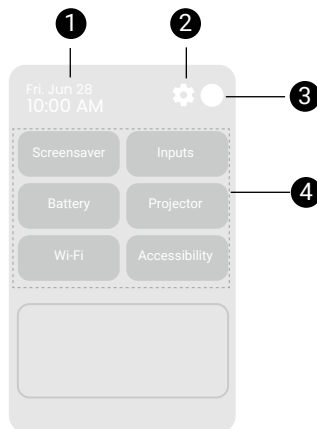 1
2
Fri. Jun 28
10:00 AM
3
Screensaver
Inputs
Battery
Projector
4
Wi-Fi
Accessibility